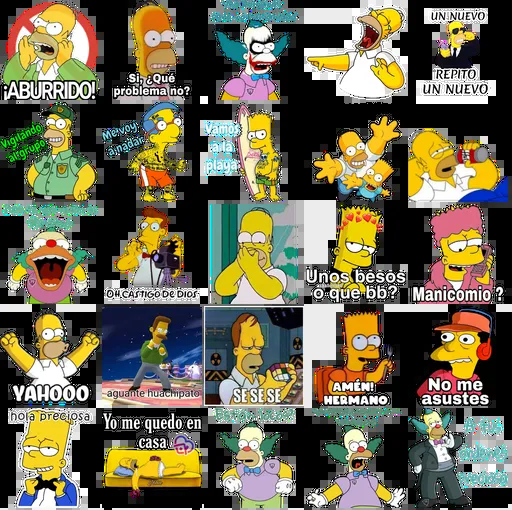 ¡ABURRIDO!
Si, ¿Qué
problema no?
UN NUEVO
REPITO
UN NUEVO
Vigilando
al grupo
Me voy
a nadar
Vamos
a la
playa
OH CASTIGO DE DIOS
Unos besos
o que bb?
Manicomio ?
YAHOOO
aguante huachipato
SE SE SE
AMÉN!
HERMANO
No me
asustes
hola preciosa
Yo me quedo en
casa